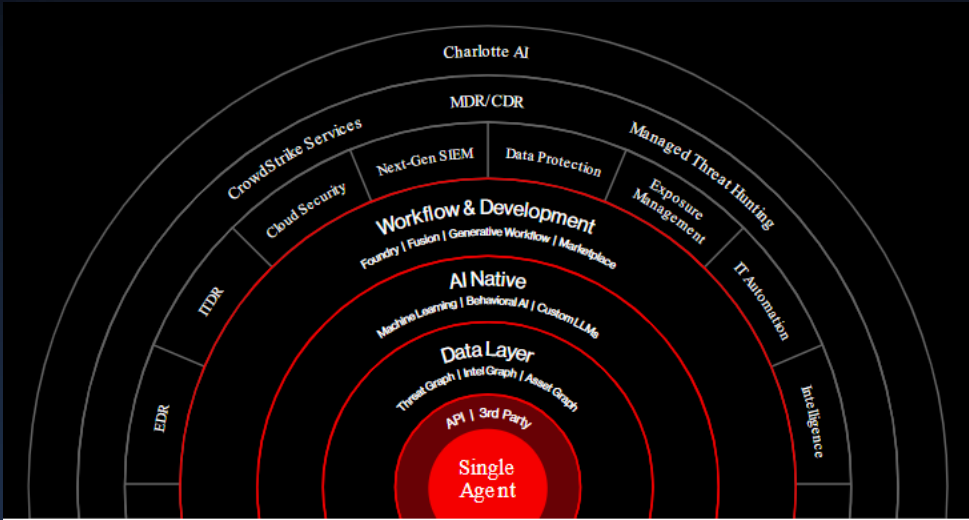 Charlotte AI
CrowdStrike Services
MDR/CDR
Managed Threat Hunting
EDR
ITDR
Cloud Security
Next-Gen SIEM
Data Protection
Exposure
Management
IT Automation
Intelligence
Workflow & Development
Foundry | Fusion | Generative Workflow | Marketplace
AI Native
Machine Learning | Behavioral AI | Custom LLMs
Data Layer
Threat Graph | Intel Graph | Asset Graph
API | 3rd Party
Single
Agent